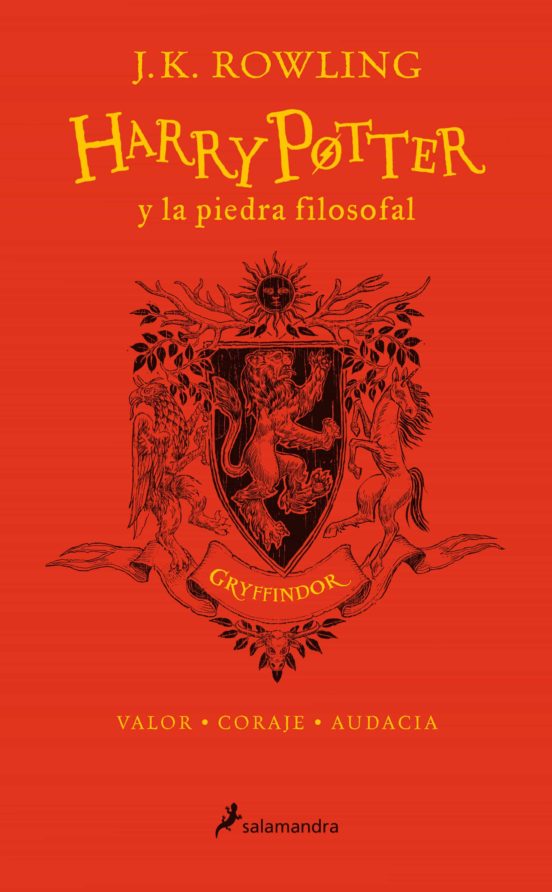 J.K. ROWLING
HARRY POTTER
y la piedra filosofal
GRYFFINDOR
VALOR • CORAJE • AUDACIA
salamandra